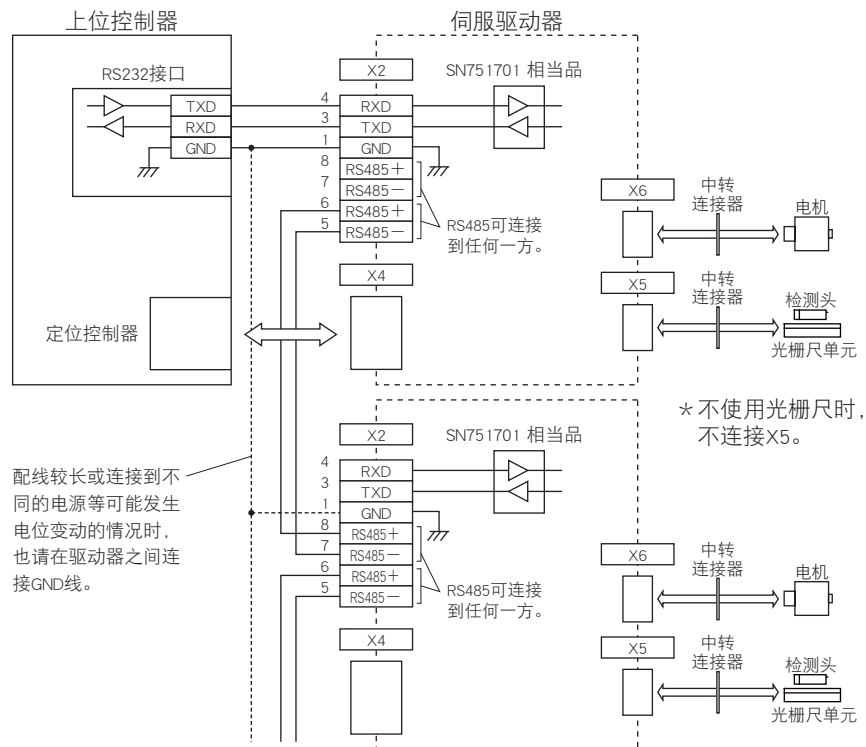 上位控制器
伺服驱动器
RS232接口
X2
SN751701 相当品
TXD
4
RXD
RXD
3
TXD
GND
1
GND
8
RS485＋
7
RS485－
6
RS485＋
5
RS485－
RS485可连接
到任何一方。
X6
中转
连接器
电机
X4
X5
中转
连接器
检测头
光栅尺单元
定位控制器
＊不使用光栅尺时，
不连接X5。
X2
SN751701 相当品
4
RXD
3
TXD
1
GND
8
RS485＋
7
RS485－
6
RS485＋
5
RS485－
RS485可连接
到任何一方。
配线较长或连接到不
同的电源等可能发生
电位变动的情况时，
也请在驱动器之间连
接GND线。
X6
中转
连接器
电机
X4
X5
中转
连接器
检测头
光栅尺单元